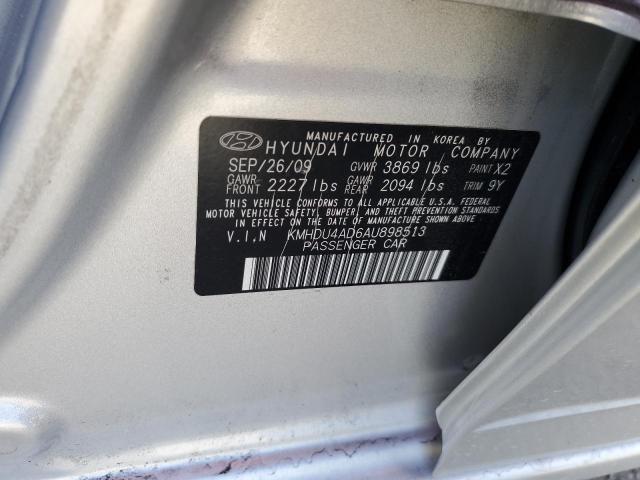 MANUFACTURED IN KOREA BY
HYUNDAI MOTOR COMPANY
SEP/26/09 GVWR 3869 lbs PAINT X2
GAWR FRONT 2227 lbs GAWR REAR 2094 lbs TRIM 9Y
THIS VEHICLE CONFORMS TO ALL APPLICABLE U.S.A. FEDERAL
MOTOR VEHICLE SAFETY, BUMPER, AND THEFT PREVENTION STANDARDS
IN EFFECT ON THE DATE OF MANUFACTURE SHOWN ABOVE.
V.I.N KMHDU4AD6AU898513
PASSENGER CAR